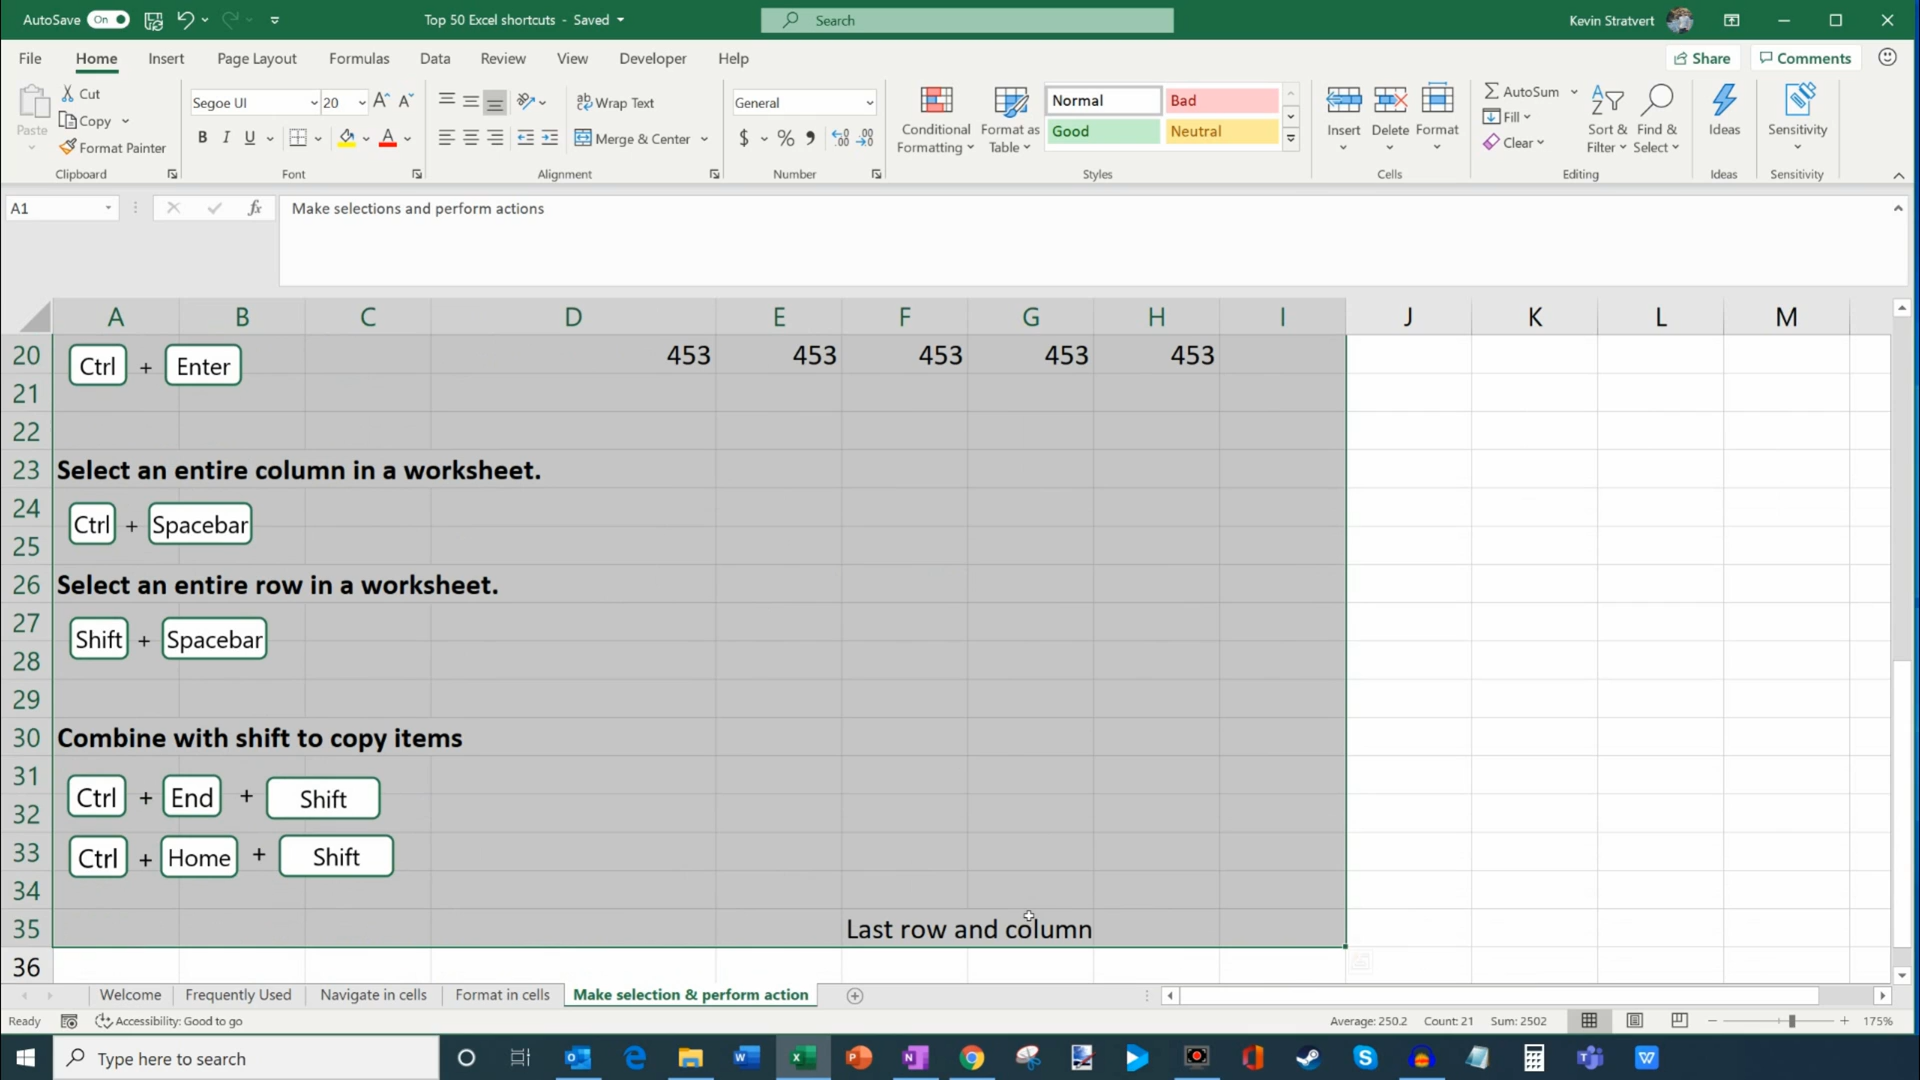 AutoSave On Top 50 Excel shortcuts - Saved Search Kevin Stratvert
File Home Insert Page Layout Formulas Data Review View Developer Help Share Comments
Paste
Cut
Copy
Format Painter
Clipboard
Segoe UI 20
B I U A
Font
Wrap Text
Merge & Center
Alignment
General
$ % ,
Number
Conditional Formatting
Format as Table
Normal Bad
Good Neutral
Styles
Insert Delete Format
Cells
AutoSum
Fill
Clear
Sort & Filter
Find & Select
Editing
Ideas
Ideas
Sensitivity
Sensitivity
A1 fx Make selections and perform actions
A B C D E F G H I J K L M
20 Ctrl + Enter 453 453 453 453 453
21
22
23 Select an entire column in a worksheet.
24 Ctrl + Spacebar
25
26 Select an entire row in a worksheet.
27 Shift + Spacebar
28
29
30 Combine with shift to copy items
31 Ctrl + End + Shift
32
33 Ctrl + Home + Shift
34
35 Last row and column
36
Welcome Frequently Used Navigate in cells Format in cells Make selection & perform action
Ready Accessibility: Good to go Average: 250.2 Count: 21 Sum: 2502 175%
Type here to search